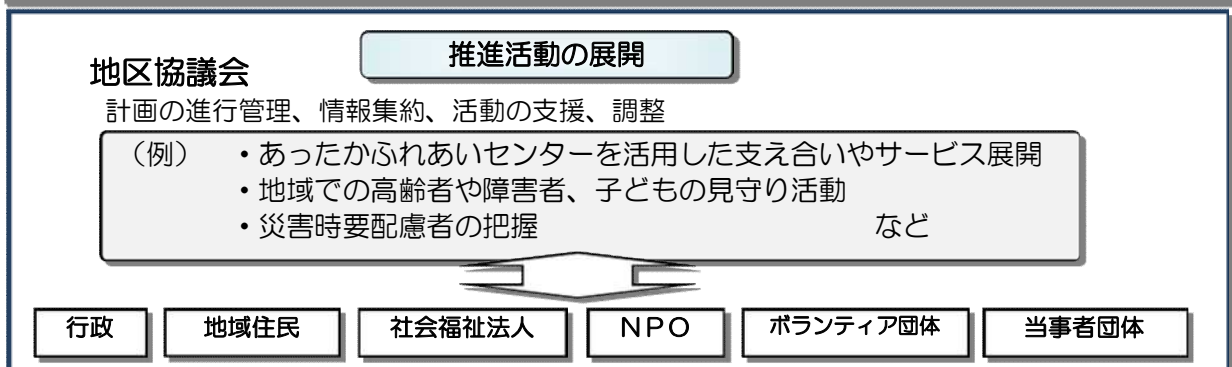 推進活動の展開
地区協議会
計画の進行管理、情報集約、活動の支援、調整
（例）　・あったかふれあいセンターを活用した支え合いやサービス展開
・地域での高齢者や障害者、子どもの見守り活動
・災害時要配慮者の把握　など
行政　地域住民　社会福祉法人　ＮＰＯ　ボランティア団体　当事者団体